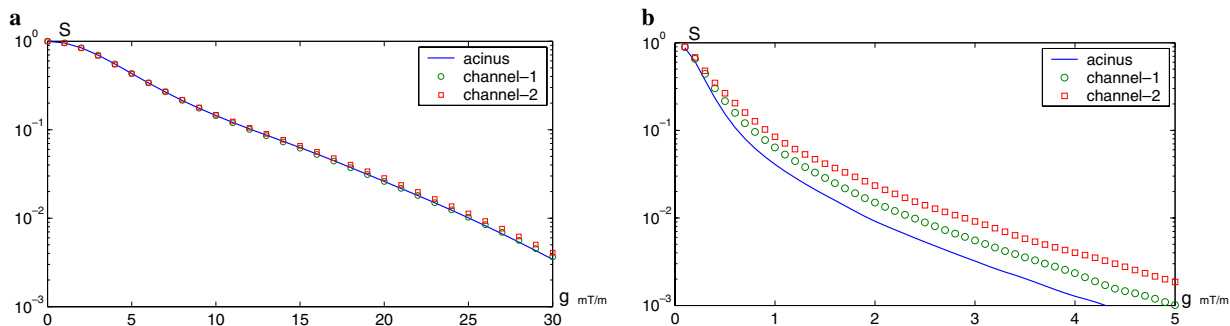 a
S
10^0
10^-1
10^-2
10^-3
0 5 10 15 20 25 30
g mT/m
acinus
channel-1
channel-2
b
S
10^0
10^-1
10^-2
10^-3
0 1 2 3 4 5
g mT/m
acinus
channel-1
channel-2